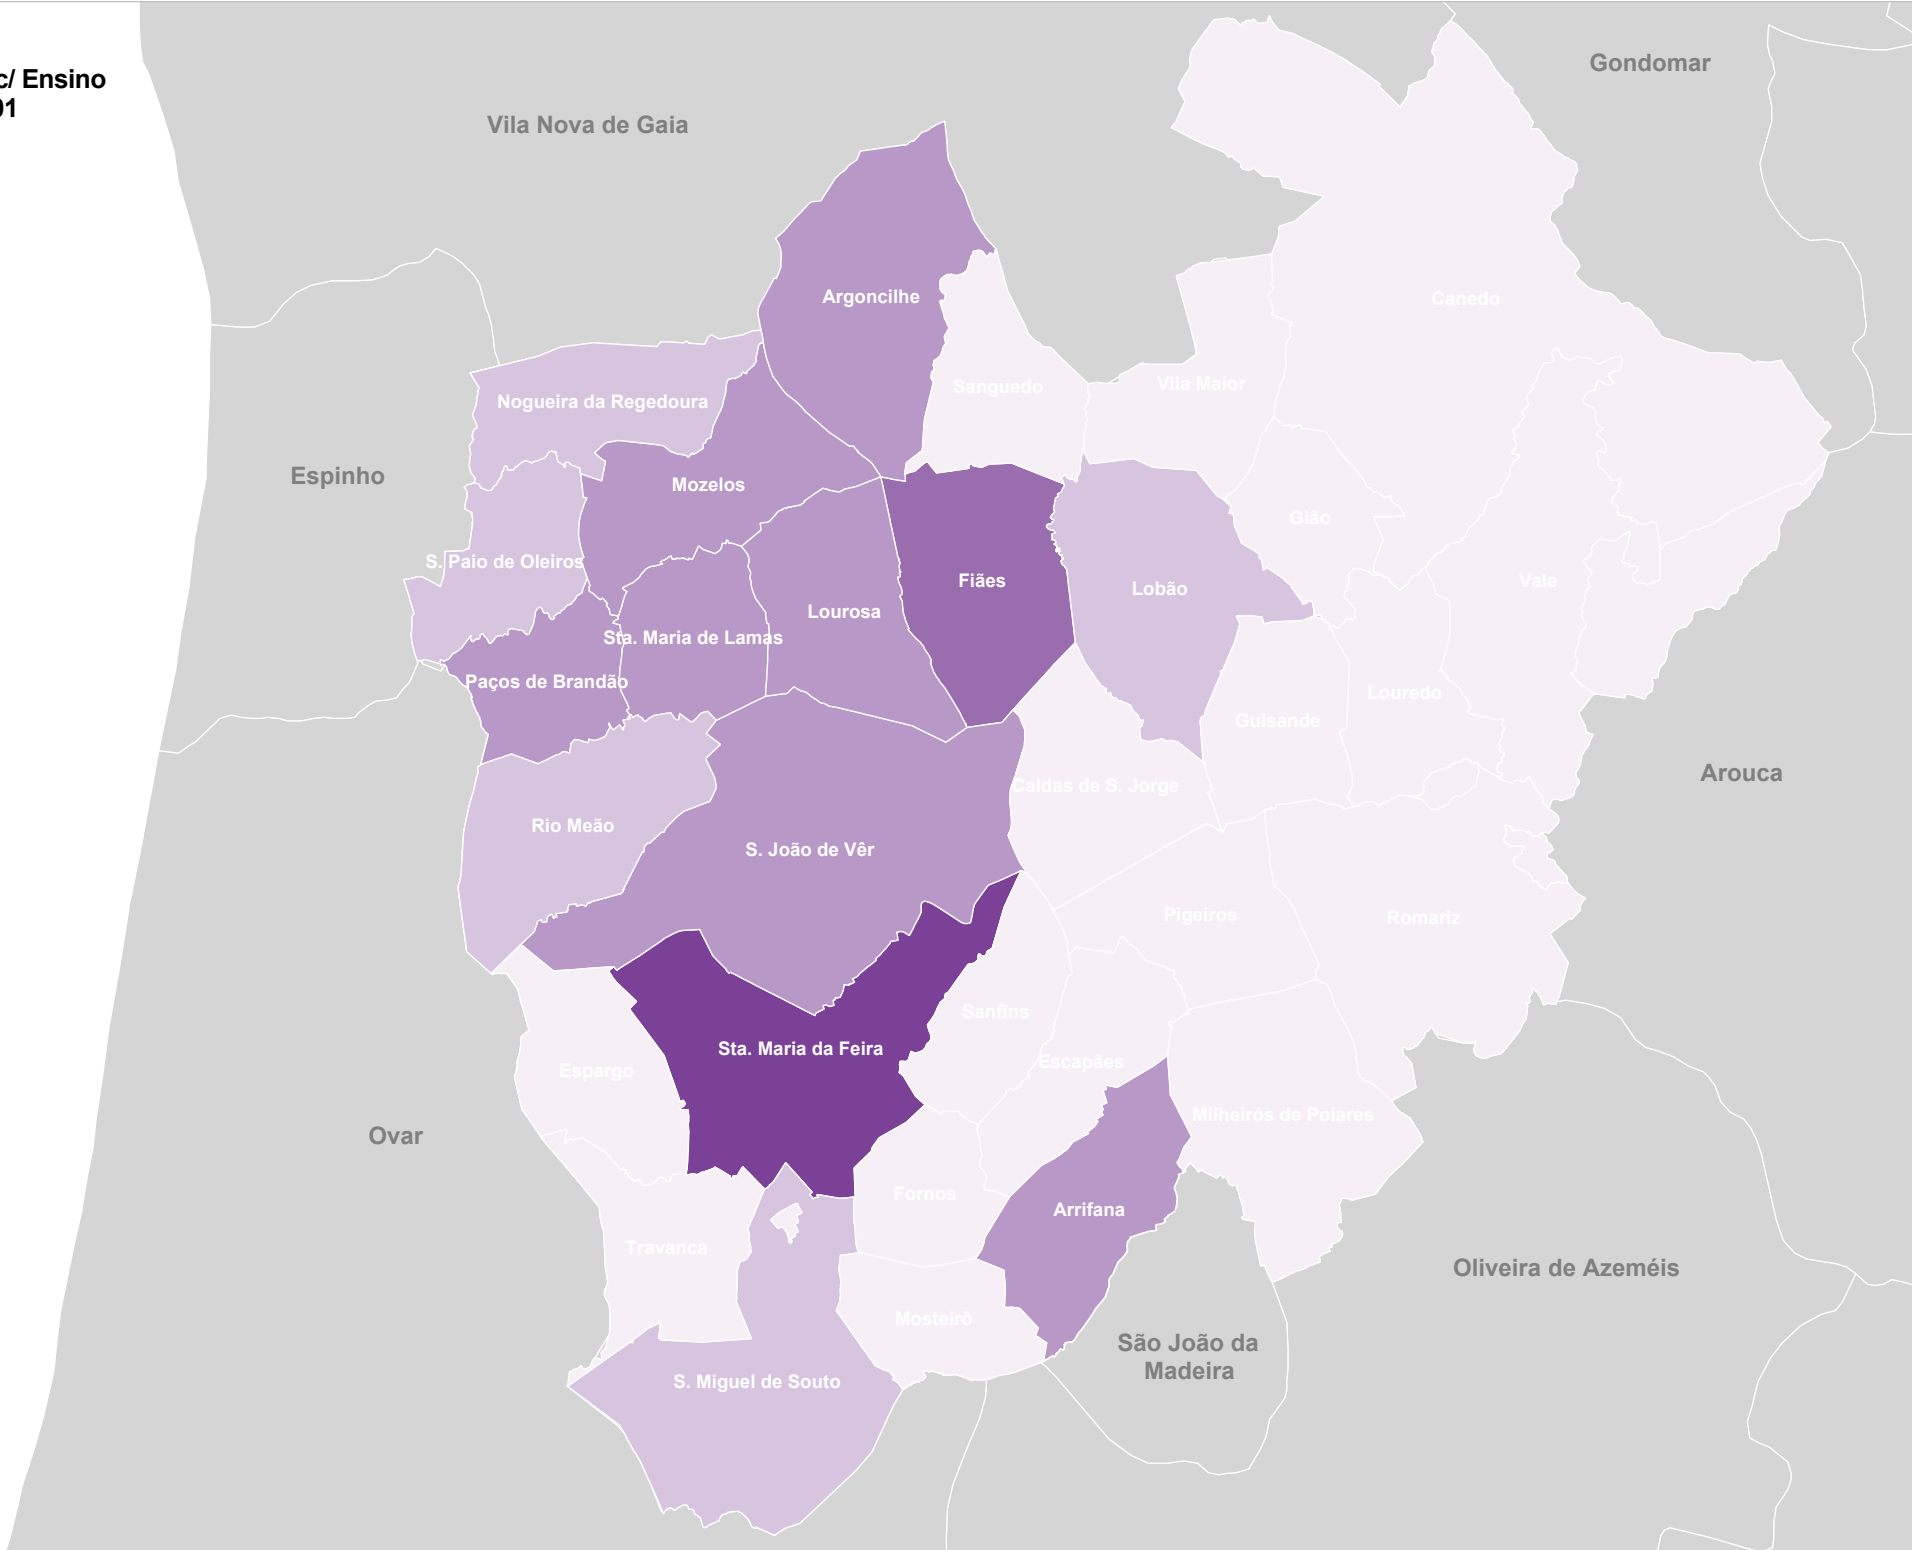 c/ Ensino
01
Gondomar
Vila Nova de Gaia
Argoncilhe
Canedo
Sanguedo
Vila Maior
Nogueira da Regedoura
Espinho
Mozelos
Gião
S. Paio de Oleiros
Fiães
Lobão
Vale
Lourosa
Sta. Maria de Lamas
Paços de Brandão
Louredo
Guisande
Arouca
Caldas de S. Jorge
Rio Meão
S. João de Vêr
Pigeiros
Romariz
Sanfins
Sta. Maria da Feira
Escapães
Espargo
Milheirós de Poiares
Ovar
Fornos
Arrifana
Travanca
Oliveira de Azeméis
Mosteirô
São João da
Madeira
S. Miguel de Souto